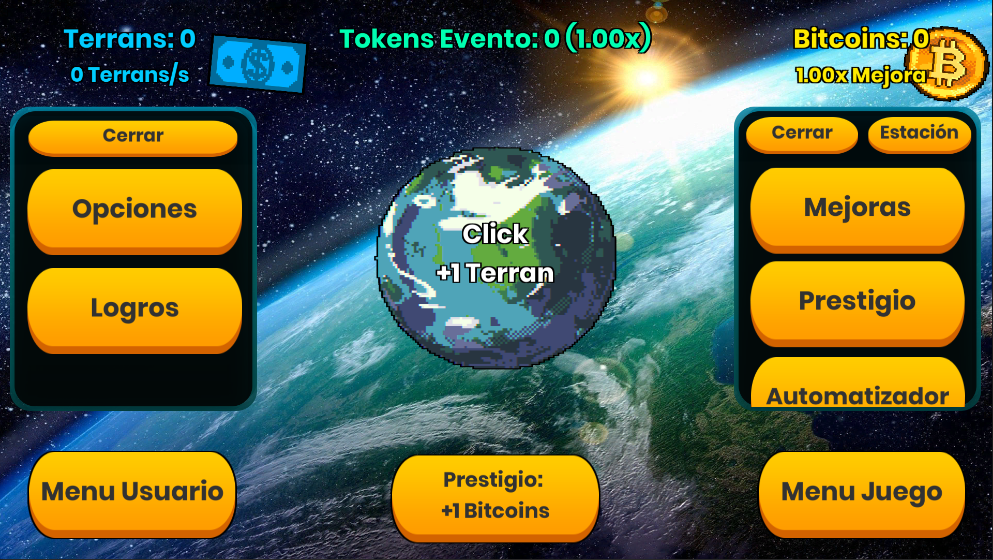 Terrans: 0
0 Terrans/s
Tokens Evento: 0 (1.00x)
Bitcoins: 0
1.00x Mejora
Cerrar
Opciones
Logros
Click
+1 Terran
Cerrar
Estación
Mejoras
Prestigio
Automatizador
Menu Usuario
Prestigio:
+1 Bitcoins
Menu Juego